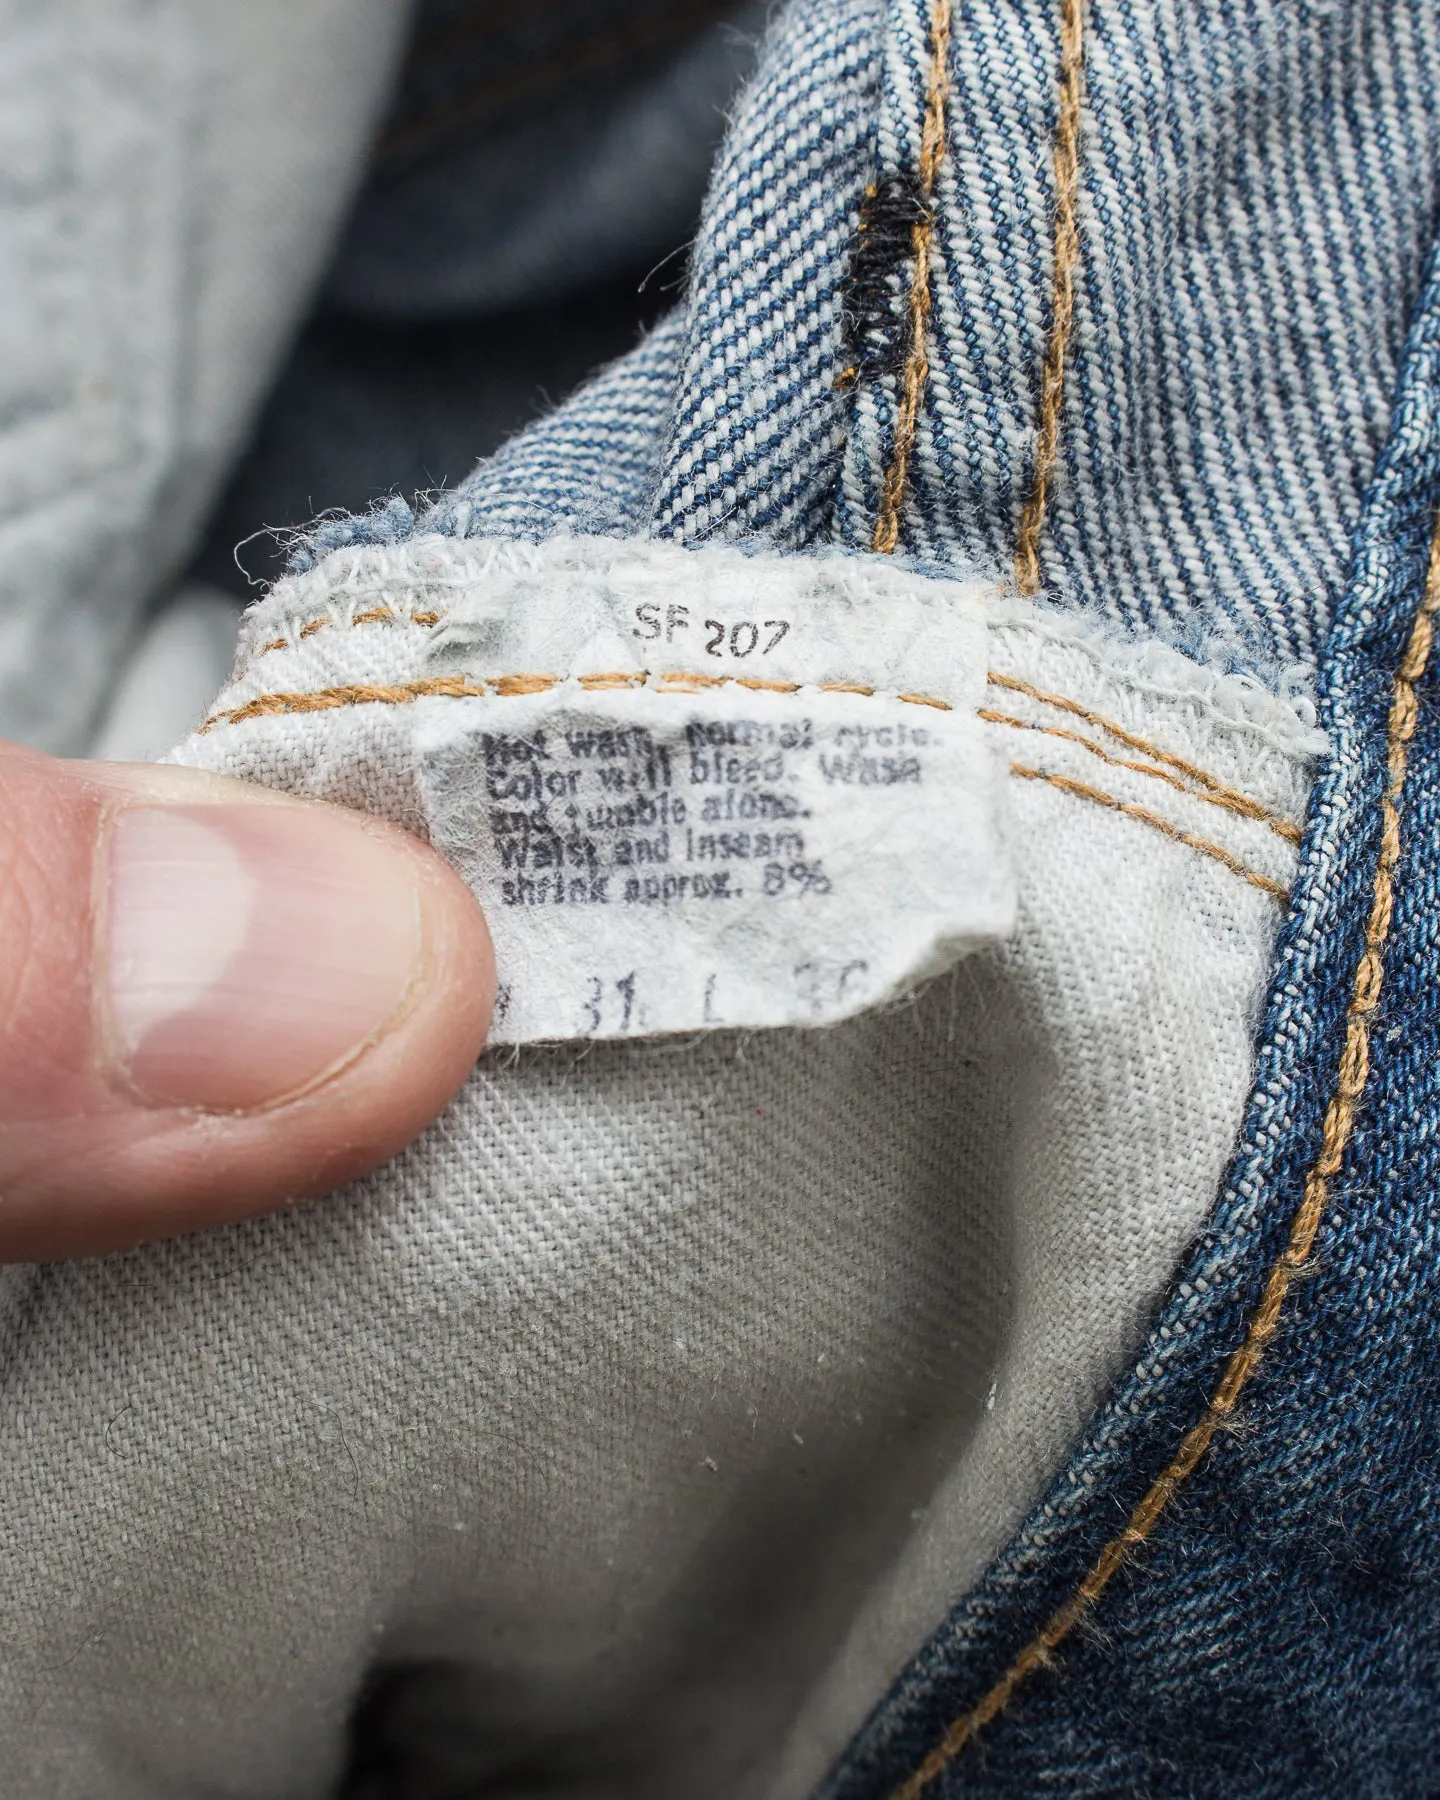 SF 207
Hot wash, normal cycle.
Color will bleed. Wash
and tumble alone.
Waist and Inseam
shrink approx. 8%
31 L